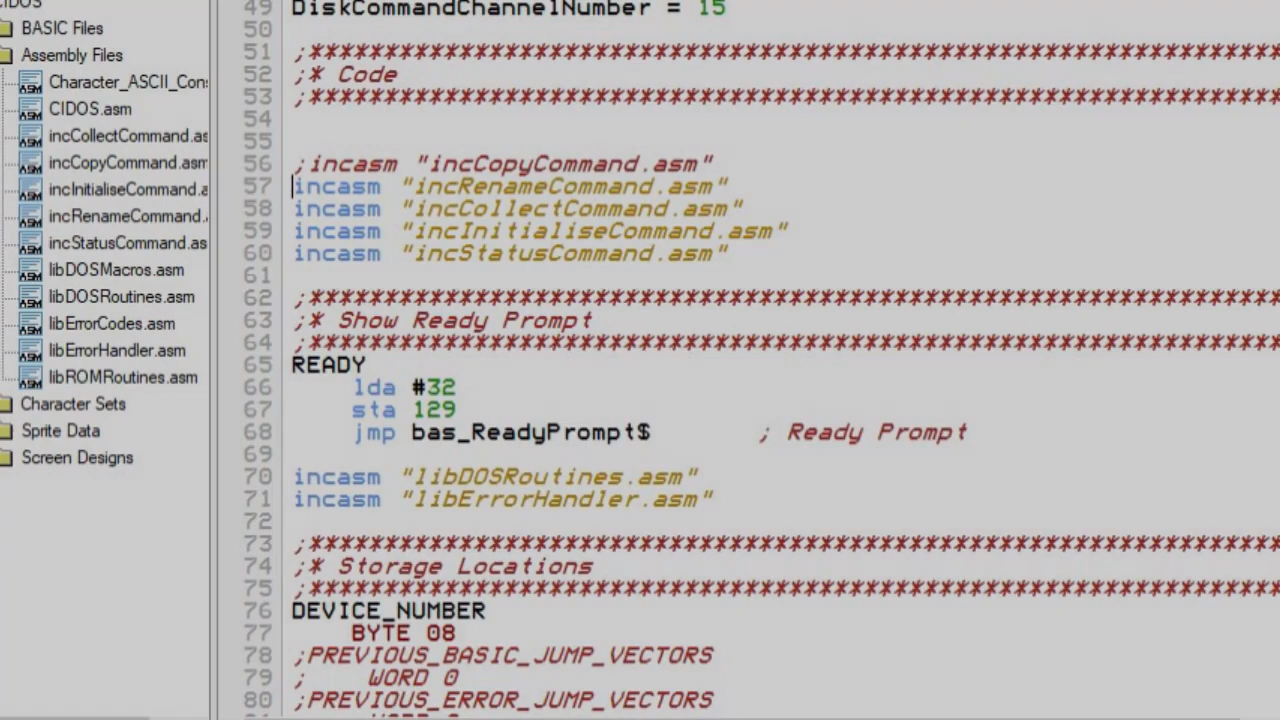 CIDOS
BASIC Files
Assembly Files
Character_ASCII_Con
CIDOS.asm
incCollectCommand.as
incCopyCommand.asm
incInitialiseCommand.a
incRenameCommand.
incStatusCommand.as
libDOSMacros.asm
libDOSRoutines.asm
libErrorCodes.asm
libErrorHandler.asm
libROMRoutines.asm
Character Sets
Sprite Data
Screen Designs
49 DiskCommandChannelNumber = 15
50
51 ;******************************************************************
52 ;* Code
53 ;******************************************************************
54
55
56 ;incasm "incCopyCommand.asm"
57 incasm "incRenameCommand.asm"
58 incasm "incCollectCommand.asm"
59 incasm "incInitialiseCommand.asm"
60 incasm "incStatusCommand.asm"
61
62 ;******************************************************************
63 ;* Show Ready Prompt
64 ;******************************************************************
65 READY
66 lda #32
67 sta 129
68 jmp bas_ReadyPrompt$ ; Ready Prompt
69
70 incasm "libDOSRoutines.asm"
71 incasm "libErrorHandler.asm"
72
73 ;******************************************************************
74 ;* Storage Locations
75 ;******************************************************************
76 DEVICE_NUMBER
77 BYTE 08
78 ;PREVIOUS_BASIC_JUMP_VECTORS
79 ; WORD 0
80 ;PREVIOUS_ERROR_JUMP_VECTORS